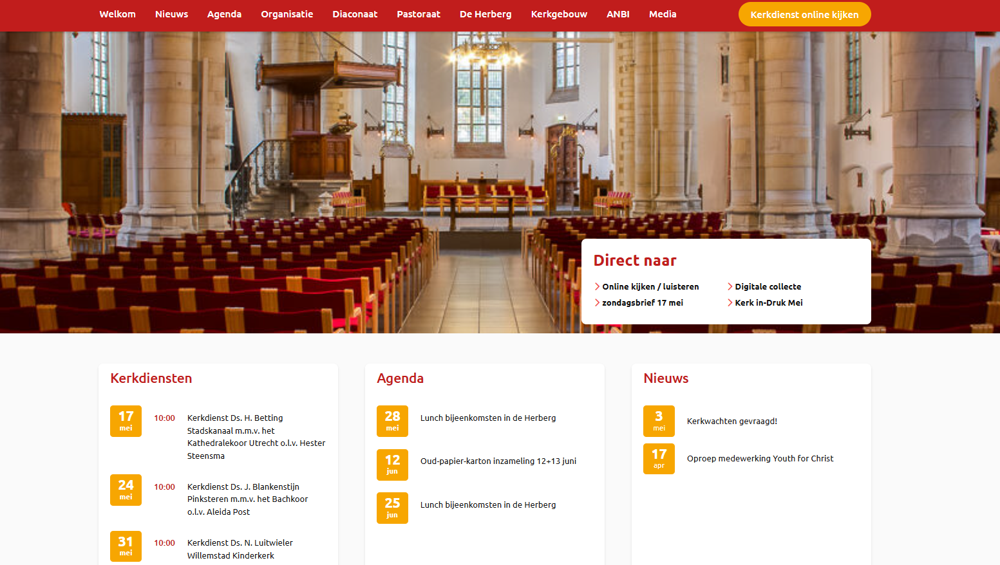 Welkom Nieuws Agenda Organisatie Diaconaat Pastoraat De Herberg Kerkgebouw ANBI Media Kerkdienst online kijken
Direct naar
Online kijken / luisteren
Digitale collecte
zondagsbrief 17 mei
Kerk in-Druk Mei
Kerkdiensten
17
mei
10:00
Kerkdienst Ds. H. Betting
Stadskanaal m.m.v. het
Kathedralekoor Utrecht o.l.v. Hester
Steensma
24
mei
10:00
Kerkdienst Ds. J. Blankenstijn
Pinksteren m.m.v. het Bachkoor
o.l.v. Aleida Post
31
mei
10:00
Kerkdienst Ds. N. Luitwieler
Willemstad Kinderkerk
Agenda
28
mei
Lunch bijeenkomsten in de Herberg
12
jun
Oud-papier-karton inzameling 12+13 juni
25
jun
Lunch bijeenkomsten in de Herberg
Nieuws
3
mei
Kerkwachten gevraagd!
17
apr
Oproep medewerking Youth for Christ